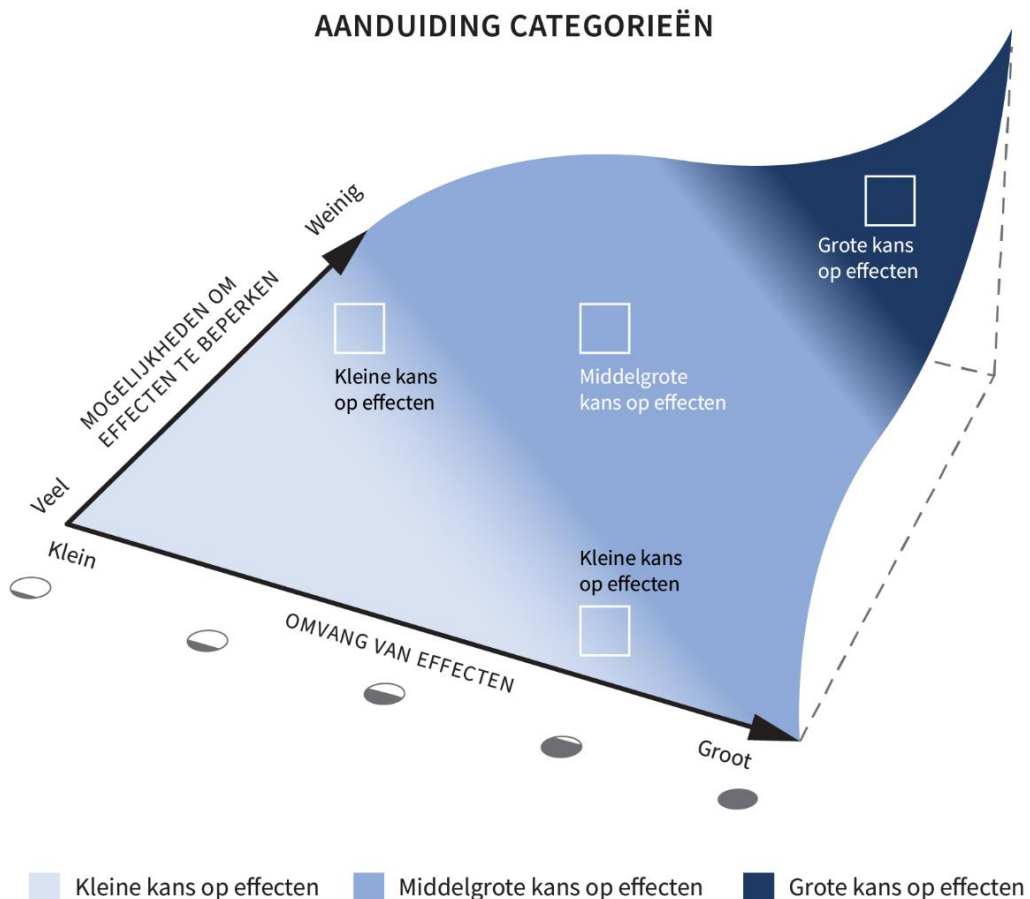 AANDUIDING CATEGORIEËN
Weinig
MOGELIJKHEDEN OM
EFFECTEN TE BEPERKEN
Veel
Grote kans
op effecten
Kleine kans
op effecten
Middelgrote
kans op effecten
Kleine kans
op effecten
Klein
OMVANG VAN EFFECTEN
Groot
Kleine kans op effecten
Middelgrote kans op effecten
Grote kans op effecten